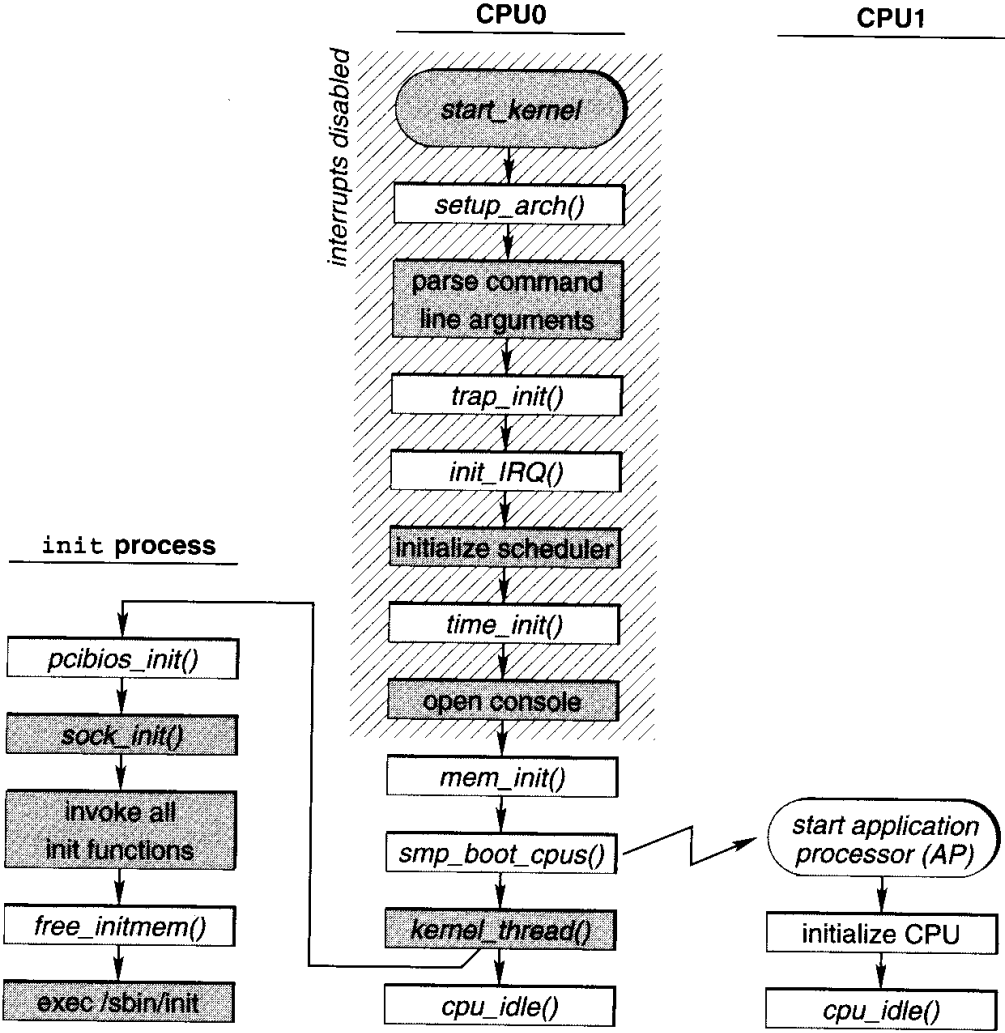 CPU0
CPU1
interrupts disabled
start_kernel
setup_arch()
parse command
line arguments
trap_init()
init_IRQ()
initialize scheduler
time_init()
open console
mem_init()
smp_boot_cpus()
kernel_thread()
cpu_idle()
init process
pcibios_init()
sock_init()
invoke all
init functions
free_initmem()
exec /sbin/init
start application
processor (AP)
initialize CPU
cpu_idle()